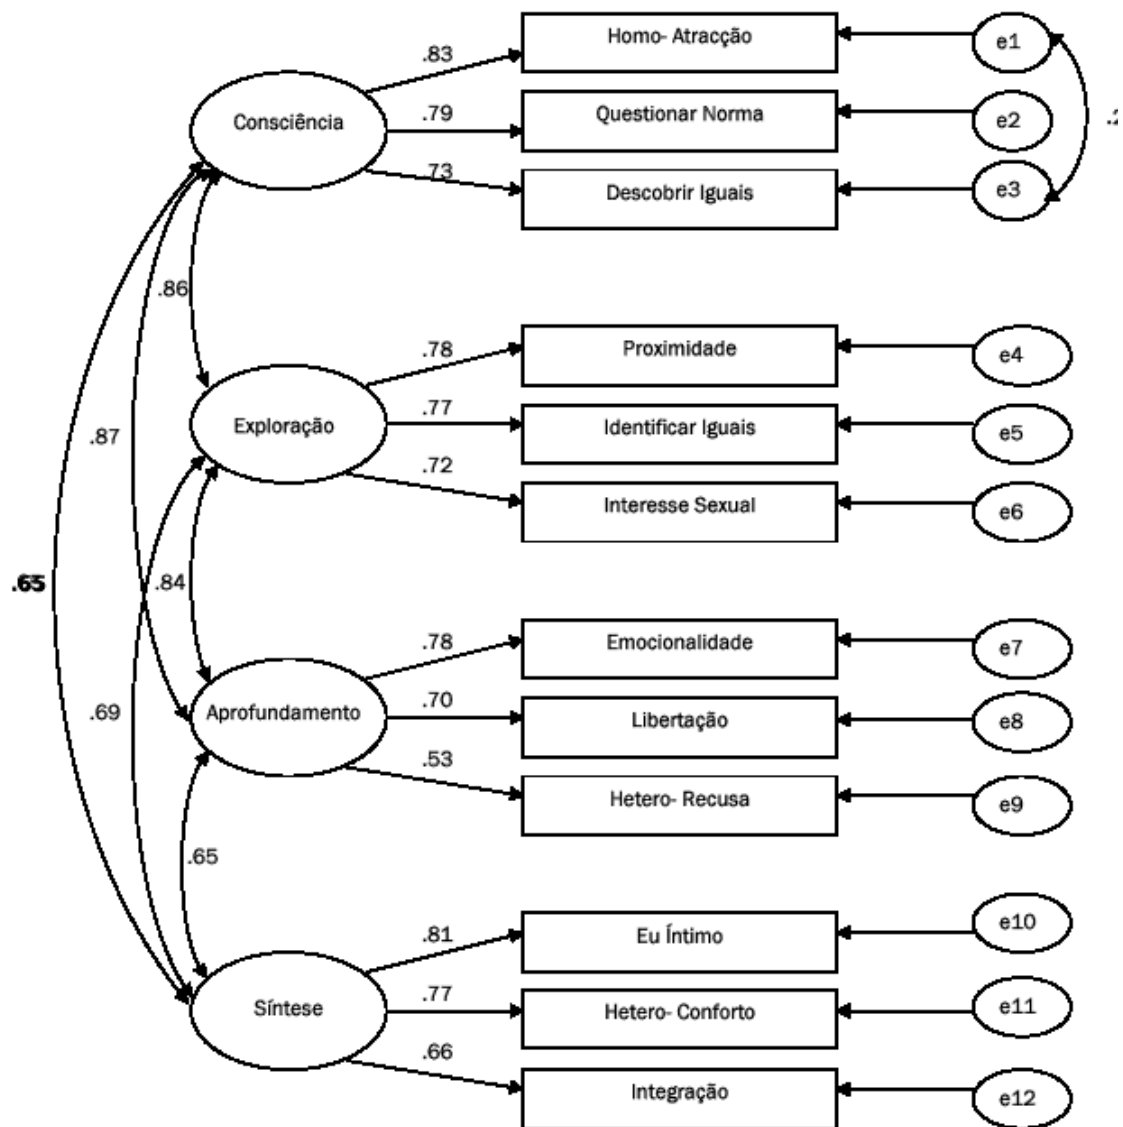 Homo- Atracção
e1
.83
Consciência
.79
Questionar Norma
e2
.73
Descobrir Iguais
e3
.86
.78
Proximidade
e4
.87
Exploração
.77
Identificar Iguais
e5
.72
Interesse Sexual
e6
.65
.84
.78
Emocionalidade
e7
.69
Aprofundamento
.70
Libertação
e8
.53
Hetero- Recusa
e9
.65
.81
Eu Íntimo
e10
Síntese
.77
Hetero- Conforto
e11
.66
Integração
e12